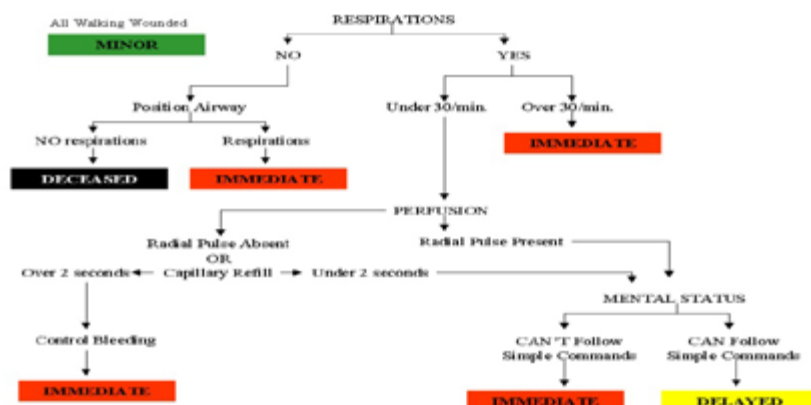 All Walking Wounded
MINOR
RESPIRATIONS
NO
YES
Position Airway
Under 30/min.
Over 30/min.
NO respirations
Respirations
IMMEDIATE
DECEASED
IMMEDIATE
PERFUSION
Radial Pulse Absent
Radial Pulse Present
OR
Over 2 seconds
Capillary Refill
Under 2 seconds
MENTAL STATUS
Control Bleeding
CAN'T Follow
Simple Commands
CAN Follow
Simple Commands
IMMEDIATE
IMMEDIATE
DELAYED